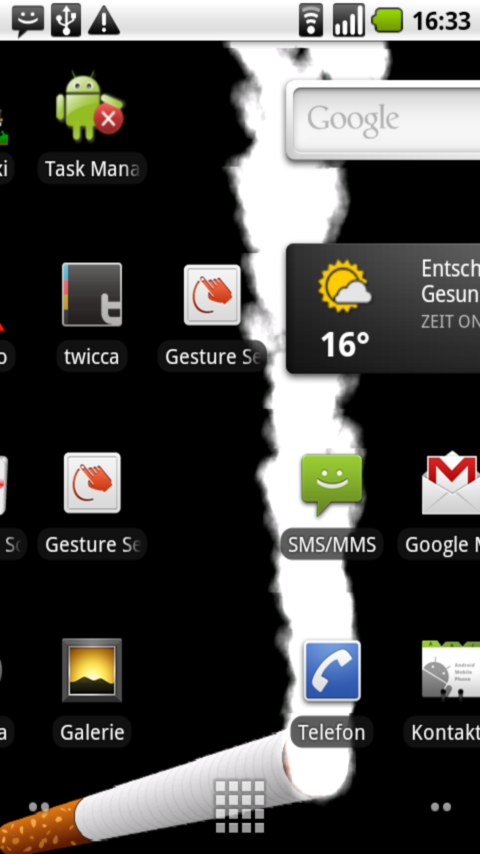 16:33
xi
Task Mana
Google
Entsch
Gesun
ZEIT ON
16°
o
twicca
Gesture Se
Sc
Gesture Se
SMS/MMS
Google M
Android
Mobile
Phone
a
Galerie
Telefon
Kontakt